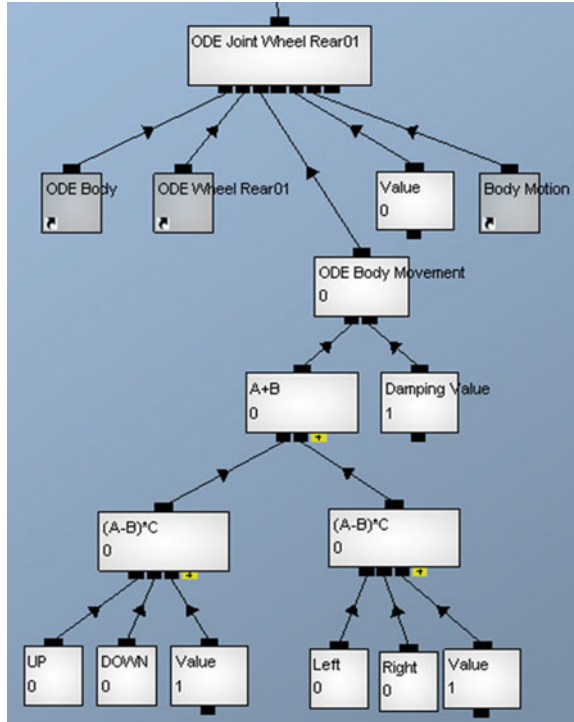 ODE Joint Wheel Rear01
ODE Body
ODE Wheel Rear01
Value
0
Body Motion
ODE Body Movement
0
A+B
0
Damping Value
1
+
(A-B)*C
0
+
(A-B)*C
0
+
UP
0
DOWN
0
Value
1
Left
0
Right
0
Value
1